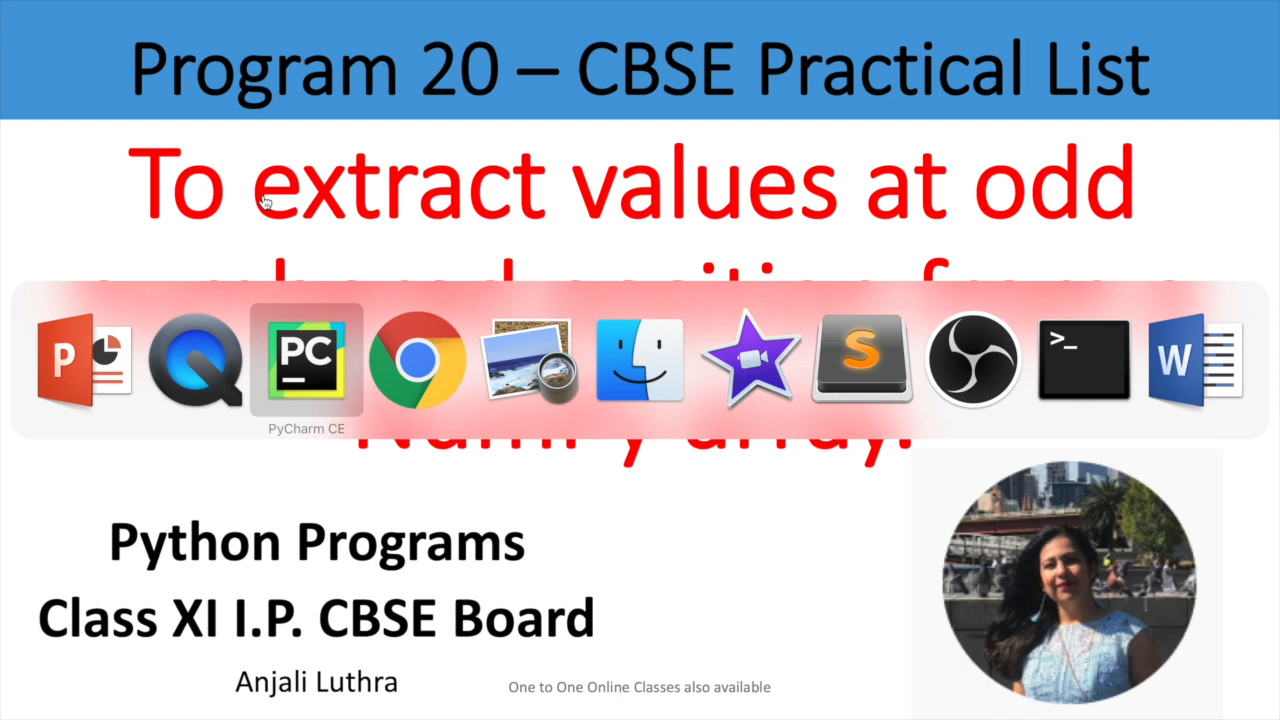 Program 20 – CBSE Practical List
To extract values at odd
P
PC
S
>_
W
PyCharm CE
Python Programs
Class XI I.P. CBSE Board
Anjali Luthra
One to One Online Classes also available